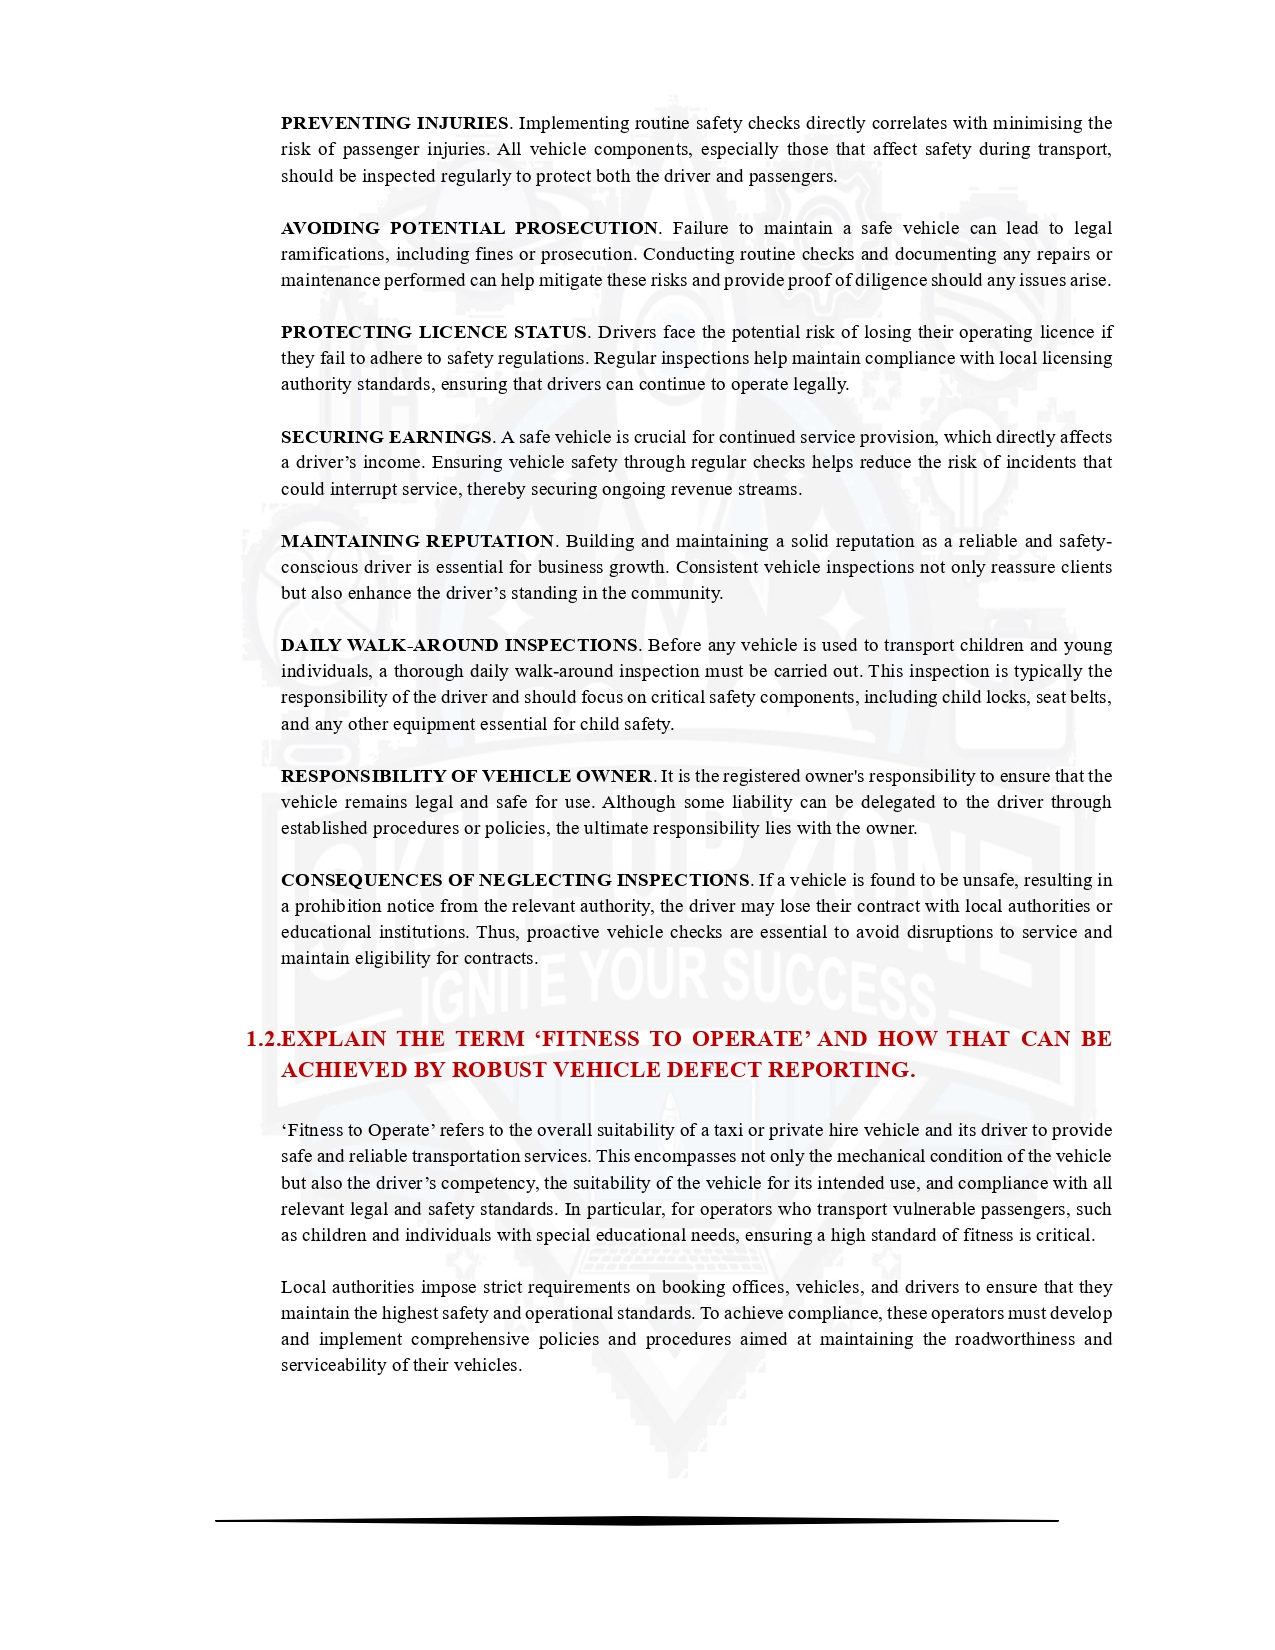 PREVENTING INJURIES. Implementing routine safety checks directly correlates with minimising the
risk of passenger injuries. All vehicle components, especially those that affect safety during transport,
should be inspected regularly to protect both the driver and passengers.
AVOIDING POTENTIAL PROSECUTION. Failure to maintain a safe vehicle can lead to legal
ramifications, including fines or prosecution. Conducting routine checks and documenting any repairs or
maintenance performed can help mitigate these risks and provide proof of diligence should any issues arise.
PROTECTING LICENCE STATUS. Drivers face the potential risk of losing their operating licence if
they fail to adhere to safety regulations. Regular inspections help maintain compliance with local licensing
authority standards, ensuring that drivers can continue to operate legally.
SECURING EARNINGS. A safe vehicle is crucial for continued service provision, which directly affects
a driver’s income. Ensuring vehicle safety through regular checks helps reduce the risk of incidents that
could interrupt service, thereby securing ongoing revenue streams.
MAINTAINING REPUTATION. Building and maintaining a solid reputation as a reliable and safety-
conscious driver is essential for business growth. Consistent vehicle inspections not only reassure clients
but also enhance the driver’s standing in the community.
DAILY WALK-AROUND INSPECTIONS. Before any vehicle is used to transport children and young
individuals, a thorough daily walk-around inspection must be carried out. This inspection is typically the
responsibility of the driver and should focus on critical safety components, including child locks, seat belts,
and any other equipment essential for child safety.
RESPONSIBILITY OF VEHICLE OWNER. It is the registered owner's responsibility to ensure that the
vehicle remains legal and safe for use. Although some liability can be delegated to the driver through
established procedures or policies, the ultimate responsibility lies with the owner.
SKILL UP ZONE
CONSEQUENCES OF NEGLECTING INSPECTIONS. If a vehicle is found to be unsafe, resulting in
a prohibition notice from the relevant authority, the driver may lose their contract with local authorities or
educational institutions. Thus, proactive vehicle checks are essential to avoid disruptions to service and
maintain eligibility for contracts.
IGNITE YOUR SUCCESS
1.2.EXPLAIN THE TERM ‘FITNESS TO OPERATE’ AND HOW THAT CAN BE
ACHIEVED BY ROBUST VEHICLE DEFECT REPORTING.
‘Fitness to Operate’ refers to the overall suitability of a taxi or private hire vehicle and its driver to provide
safe and reliable transportation services. This encompasses not only the mechanical condition of the vehicle
but also the driver’s competency, the suitability of the vehicle for its intended use, and compliance with all
relevant legal and safety standards. In particular, for operators who transport vulnerable passengers, such
as children and individuals with special educational needs, ensuring a high standard of fitness is critical.
Local authorities impose strict requirements on booking offices, vehicles, and drivers to ensure that they
maintain the highest safety and operational standards. To achieve compliance, these operators must develop
and implement comprehensive policies and procedures aimed at maintaining the roadworthiness and
serviceability of their vehicles.